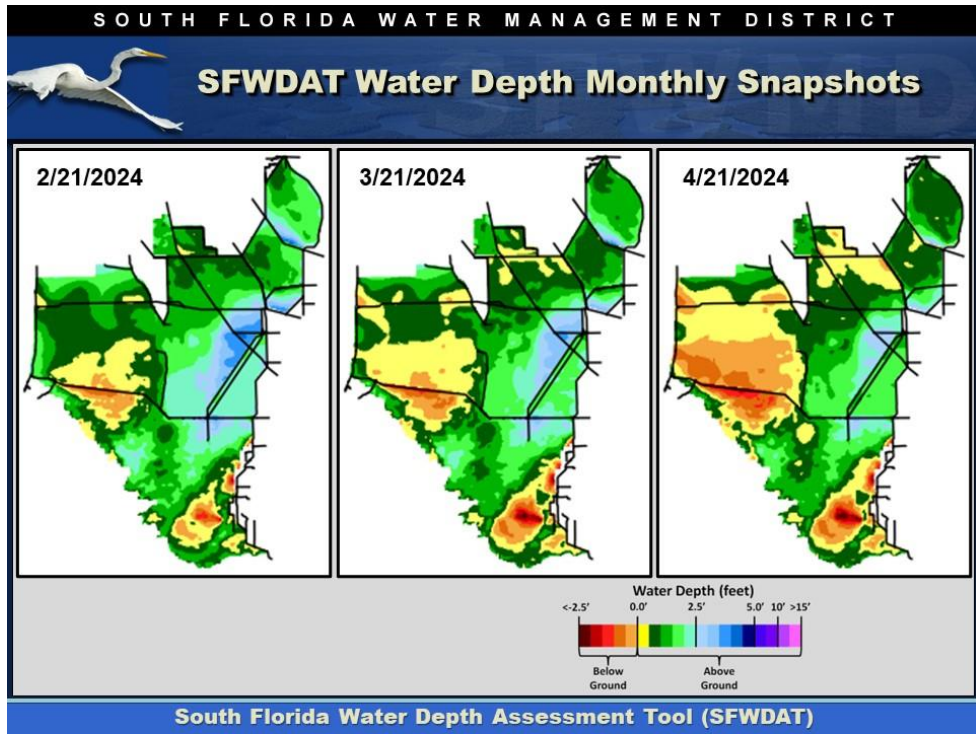 SOUTH FLORIDA WATER MANAGEMENT DISTRICT
SFWDAT Water Depth Monthly Snapshots
SFWMD
2/21/2024
3/21/2024
4/21/2024
Water Depth (feet)
<-2.5' 0.0' 2.5' 5.0' 10' >15'
Below
Ground
Above
Ground
South Florida Water Depth Assessment Tool (SFWDAT)